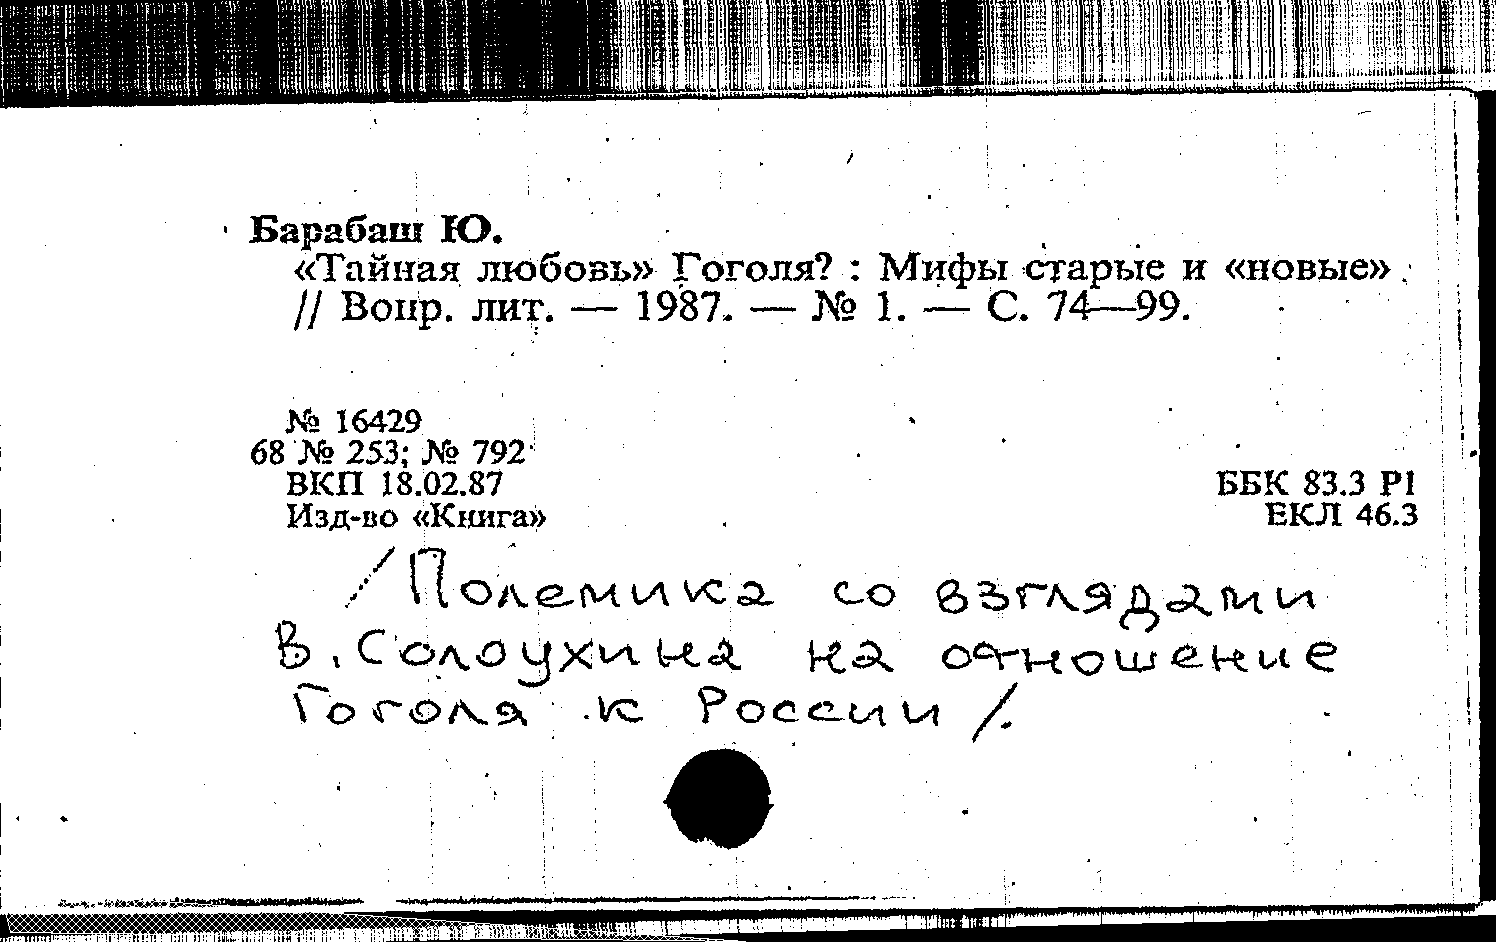 Барабаш Ю.
«Тайная любовь» Гоголя? : Мифы старые и «новые»
// Вопр. лит. — 1987. — № 1. — С. 74—99.
№ 16429
68 № 253; № 792
ВКП 18.02.87
Изд-во «Книга»
ББК 83.3 Р1
ЕКЛ 46.3
/Полемика со взглядами
В. Солоухина на отношение
Гоголя к России/.